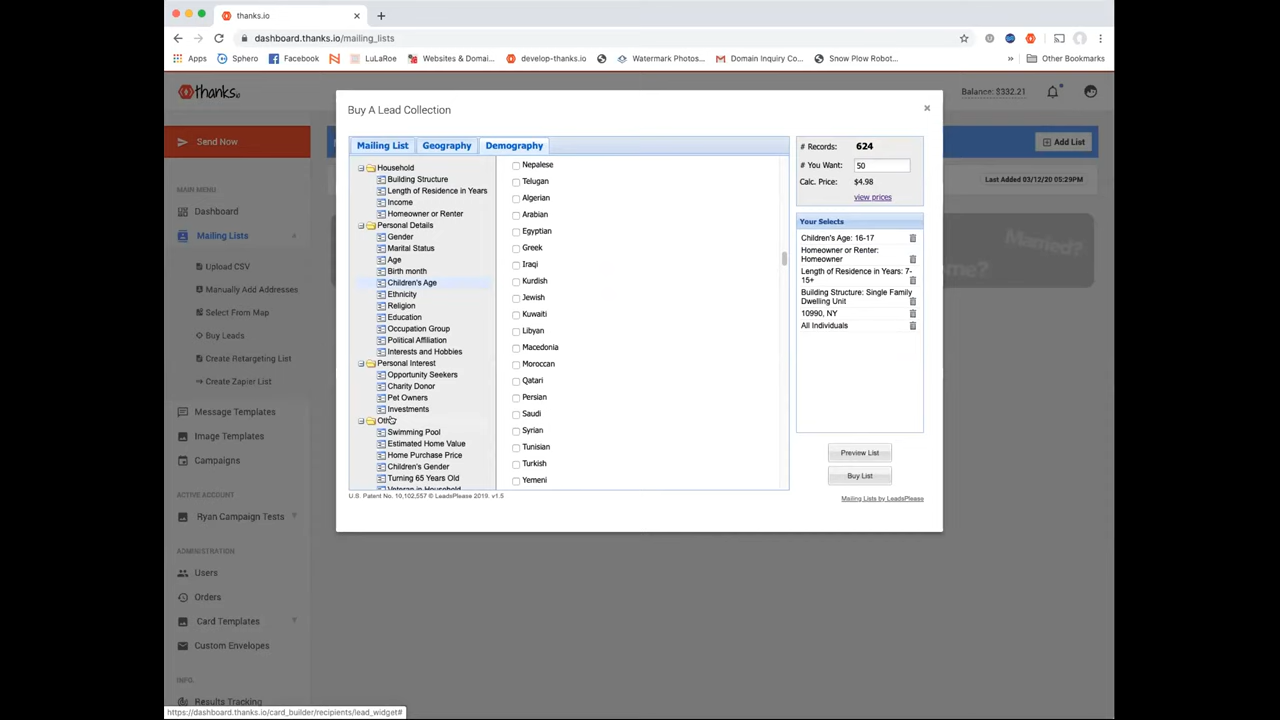 thanks.io
dashboard.thanks.io/mailing_lists
Apps
Sphero
Facebook
LuLaRoe
Websites & Domai...
develop-thanks.io
Watermark Photos...
Domain Inquiry Co...
Snow Plow Robot...
»
Other Bookmarks
thanks.io
Balance: $332.21
Send Now
Add List
Last Added 03/12/20 05:29PM
MAIN MENU
Dashboard
Mailing Lists
Upload CSV
Manually Add Addresses
Select From Map
Buy Leads
Create Retargeting List
Create Zapier List
Message Templates
Image Templates
Campaigns
ACTIVE ACCOUNT
Ryan Campaign Tests
ADMINISTRATION
Users
Orders
Card Templates
Custom Envelopes
INFO.
Results Tracking
Married?
Buy A Lead Collection
Mailing List
Geography
Demography
Household
Building Structure
Length of Residence in Years
Income
Homeowner or Renter
Personal Details
Gender
Marital Status
Age
Birth month
Children's Age
Ethnicity
Religion
Education
Occupation Group
Political Affiliation
Interests and Hobbies
Personal Interest
Opportunity Seekers
Charity Donor
Pet Owners
Investments
Swimming Pool
Estimated Home Value
Home Purchase Price
Children's Gender
Turning 65 Years Old
Veteran in Household
Nepalese
Telugan
Algerian
Arabian
Egyptian
Greek
Iraqi
Kurdish
Jewish
Kuwaiti
Libyan
Macedonia
Moroccan
Qatari
Persian
Saudi
Syrian
Tunisian
Turkish
Yemeni
# Records: 624
# You Want: 50
Calc. Price: $4.98
view prices
Your Selects
Children's Age: 16-17
Homeowner or Renter:
Homeowner
Length of Residence in Years: 7-
15+
Building Structure: Single Family
Dwelling Unit
10990, NY
All Individuals
Preview List
Buy List
U.S. Patent No. 10,102,557 © LeadsPlease 2019. v1.5
Mailing Lists by LeadsPlease
https://dashboard.thanks.io/card_builder/recipients/lead_widget#